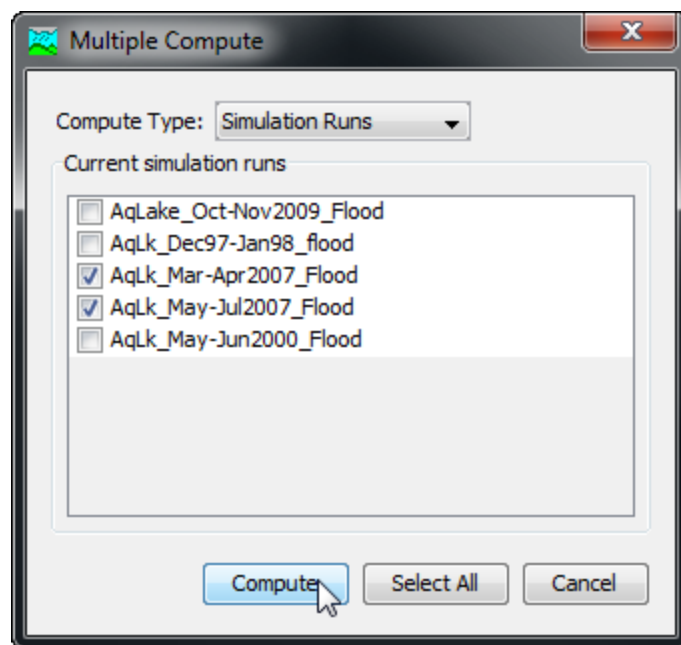 Multiple Compute
Compute Type: Simulation Runs
Current simulation runs
AqLake_Oct-Nov2009_Flood
AqLk_Dec97-Jan98_flood
AqLk_Mar-Apr2007_Flood
AqLk_May-Jul2007_Flood
AqLk_May-Jun2000_Flood
Compute Select All Cancel